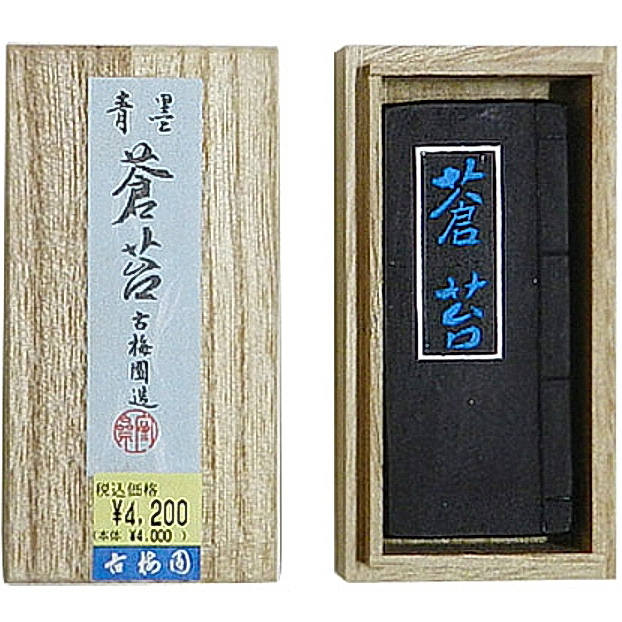 青墨
蒼苔
古梅園造
税込価格
¥4,200
(本体 ¥4,000 )
古梅園
蒼苔